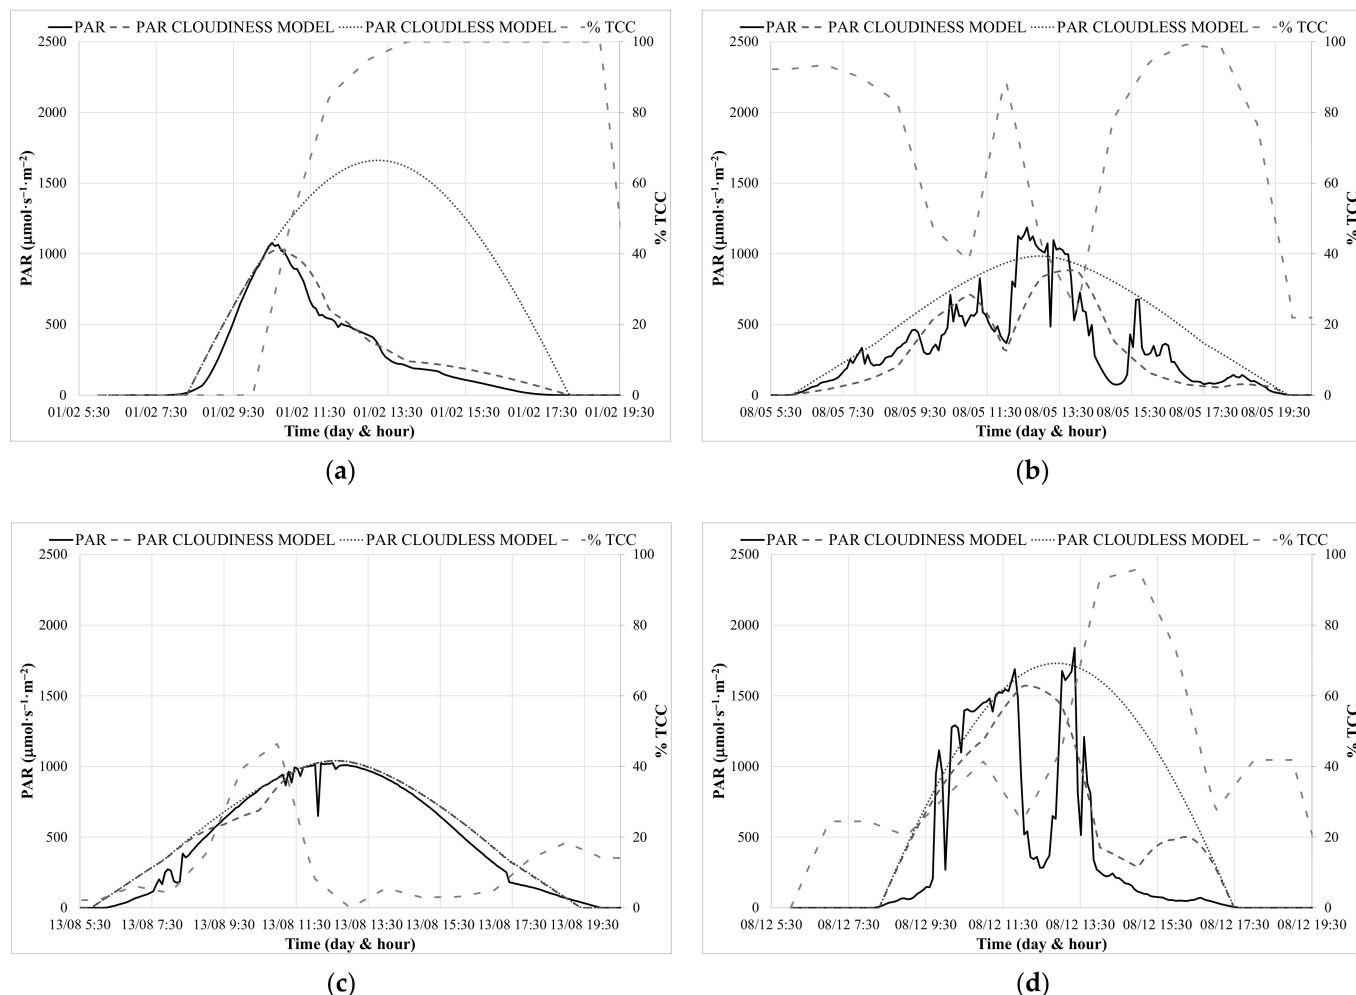 PAR PAR CLOUDINESS MODEL PAR CLOUDLESS MODEL % TCC
2500 100
2000 80
1500 60
1000 40
500 20
0 0
PAR (μmol·s⁻¹·m⁻²)
% TCC
01/02 5:30 01/02 7:30 01/02 9:30 01/02 11:30 01/02 13:30 01/02 15:30 01/02 17:30 01/02 19:30
Time (day & hour)
(a)
PAR PAR CLOUDINESS MODEL PAR CLOUDLESS MODEL % TCC
2500 100
2000 80
1500 60
1000 40
500 20
0 0
PAR (μmol·s⁻¹·m⁻²)
% TCC
08/05 5:30 08/05 7:30 08/05 9:30 08/05 11:30 08/05 13:30 08/05 15:30 08/05 17:30 08/05 19:30
Time (day & hour)
(b)
PAR PAR CLOUDINESS MODEL PAR CLOUDLESS MODEL % TCC
2500 100
2000 80
1500 60
1000 40
500 20
0 0
PAR (μmol·s⁻¹·m⁻²)
% TCC
13/08 5:30 13/08 7:30 13/08 9:30 13/08 11:30 13/08 13:30 13/08 15:30 13/08 17:30 13/08 19:30
Time (day & hour)
(c)
PAR PAR CLOUDINESS MODEL PAR CLOUDLESS MODEL % TCC
2500 100
2000 80
1500 60
1000 40
500 20
0 0
PAR (μmol·s⁻¹·m⁻²)
% TCC
08/12 5:30 08/12 7:30 08/12 9:30 08/12 11:30 08/12 13:30 08/12 15:30 08/12 17:30 08/12 19:30
Time (day & hour)
(d)